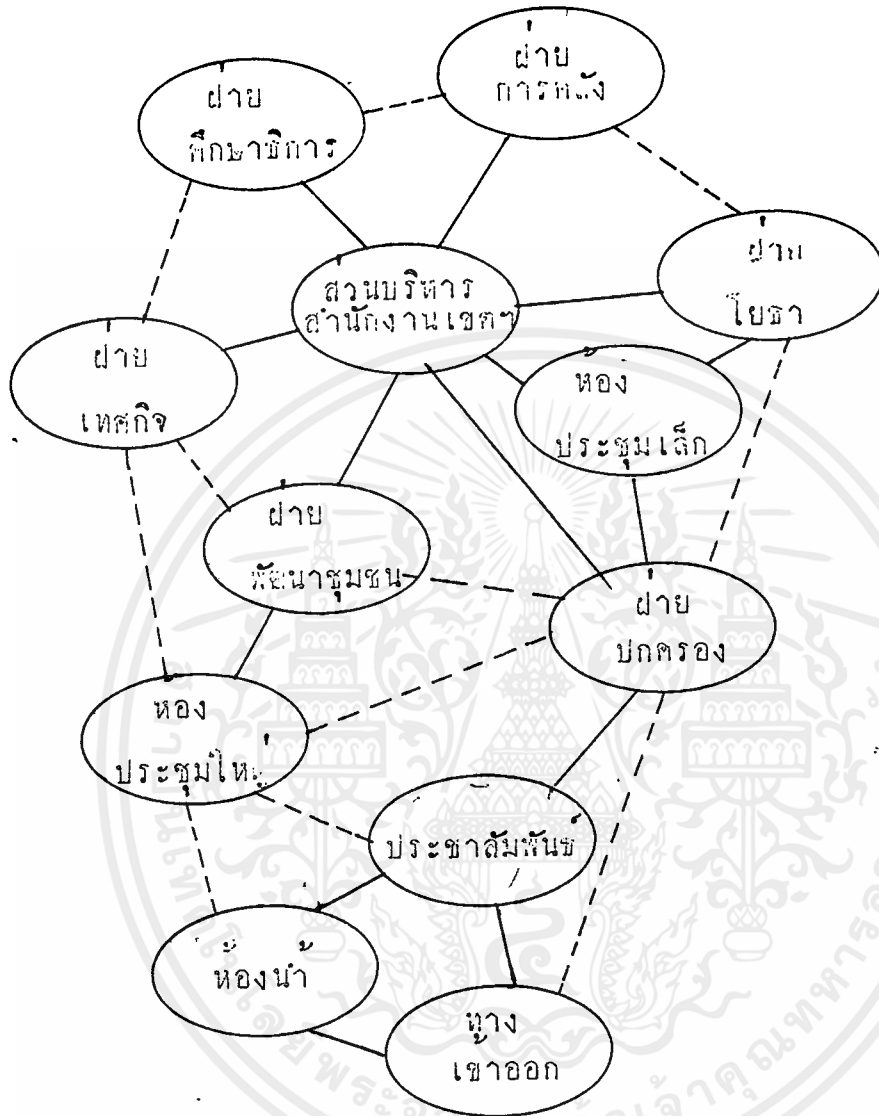 ฝ่าย
การคลัง
ฝ่าย
ศึกษาธิการ
ฝ่าย
โยธา
ส่วนบริหาร
สำนักงานเขตฯ
ฝ่าย
เทศกิจ
ห้อง
ประชุมเล็ก
ฝ่าย
พัฒนาชุมชน
ฝ่าย
ปกครอง
ห้อง
ประชุมใหญ่
ประชาสัมพันธ์
ห้องน้ำ
ทาง
เข้าออก